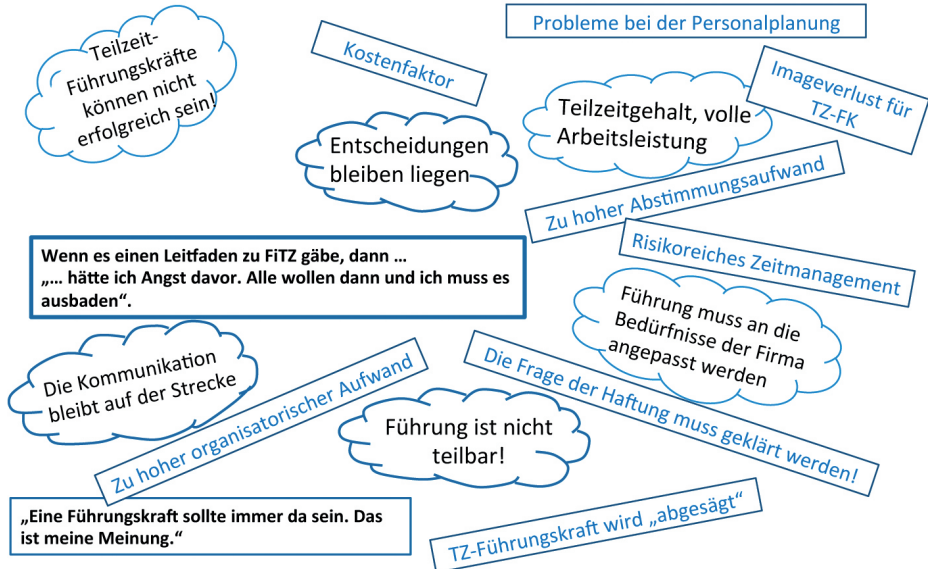 Probleme bei der Personalplanung
Teilzeit-
Führungskräfte
können nicht
erfolgreich sein!
Kostenfaktor
Imageverlust für
TZ-FK
Teilzeitgehalt, volle
Arbeitsleistung
Entscheidungen
bleiben liegen
Zu hoher Abstimmungsaufwand
Wenn es einen Leitfaden zu FiTZ gäbe, dann …
„… hätte ich Angst davor. Alle wollen dann und ich muss es
ausbaden“.
Risikoreiches Zeitmanagement
Führung muss an die
Bedürfnisse der Firma
angepasst werden
Die Kommunikation
bleibt auf der Strecke
Zu hoher organisatorischer Aufwand
Die Frage der Haftung muss geklärt werden!
Führung ist nicht
teilbar!
„Eine Führungskraft sollte immer da sein. Das
ist meine Meinung.“
TZ-Führungskraft wird „abgesägt“